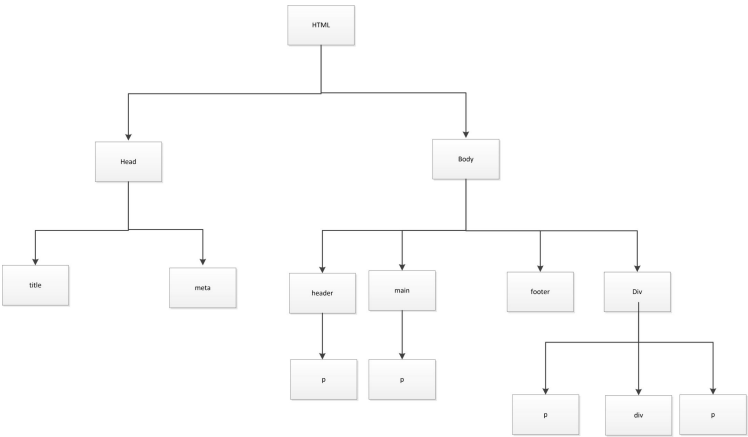 HTML
Head
Body
title
meta
header
main
footer
Div
p
p
p
div
p